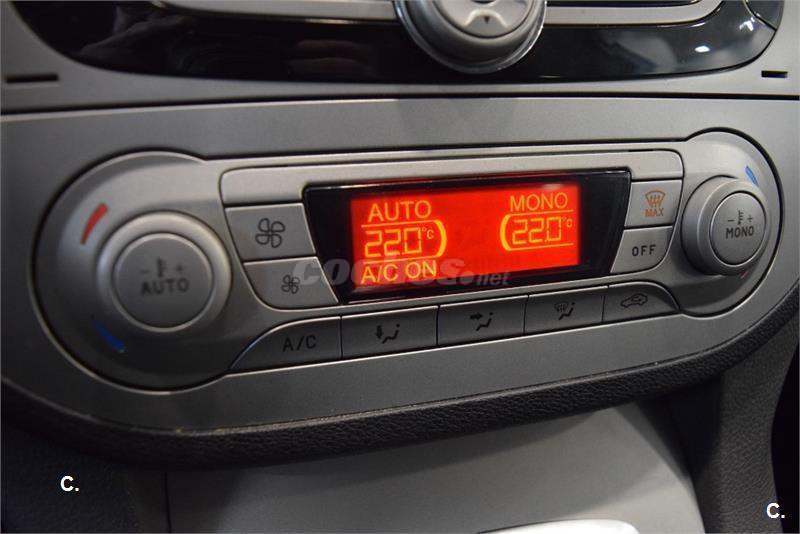 AUTO MONO
22.0°C 22.0°C
A/C ON
- +
AUTO
- +
MONO
MAX
OFF
A/C
coches.net
C.
C.